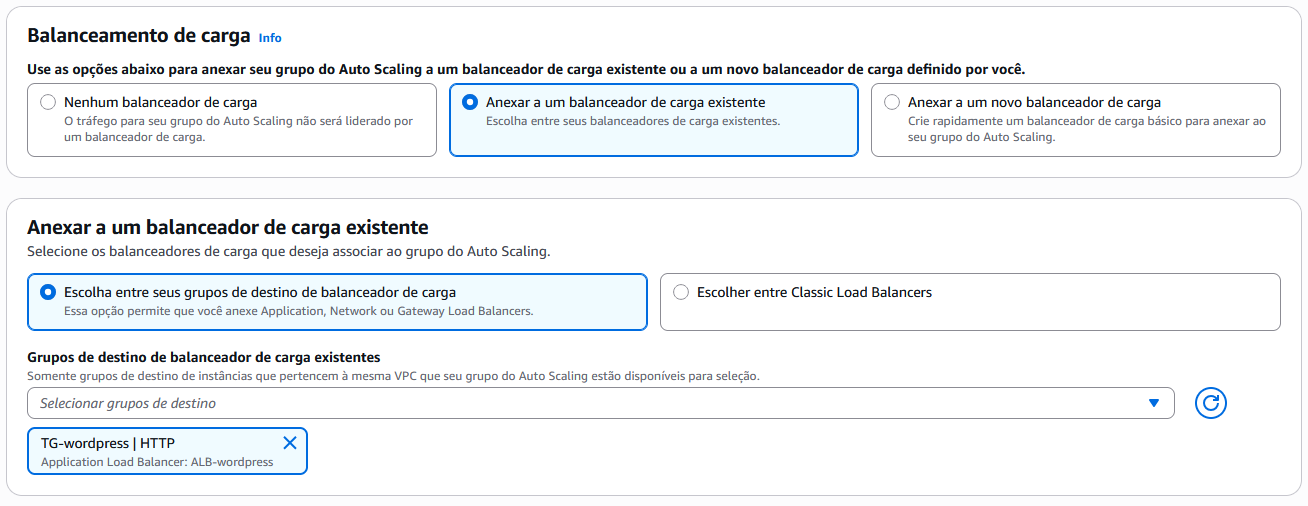 Balanceamento de carga Info
Use as opções abaixo para anexar seu grupo do Auto Scaling a um balanceador de carga existente ou a um novo balanceador de carga definido por você.
Nenhum balanceador de carga
O tráfego para seu grupo do Auto Scaling não será liderado por
um balanceador de carga.
Anexar a um balanceador de carga existente
Escolha entre seus balanceadores de carga existentes.
Anexar a um novo balanceador de carga
Crie rapidamente um balanceador de carga básico para anexar ao
seu grupo do Auto Scaling.
Anexar a um balanceador de carga existente
Selecione os balanceadores de carga que deseja associar ao grupo do Auto Scaling.
Escolha entre seus grupos de destino de balanceador de carga
Essa opção permite que você anexe Application, Network ou Gateway Load Balancers.
Escolher entre Classic Load Balancers
Grupos de destino de balanceador de carga existentes
Somente grupos de destino de instâncias que pertencem à mesma VPC que seu grupo do Auto Scaling estão disponíveis para seleção.
Selecionar grupos de destino
TG-wordpress | HTTP
Application Load Balancer: ALB-wordpress